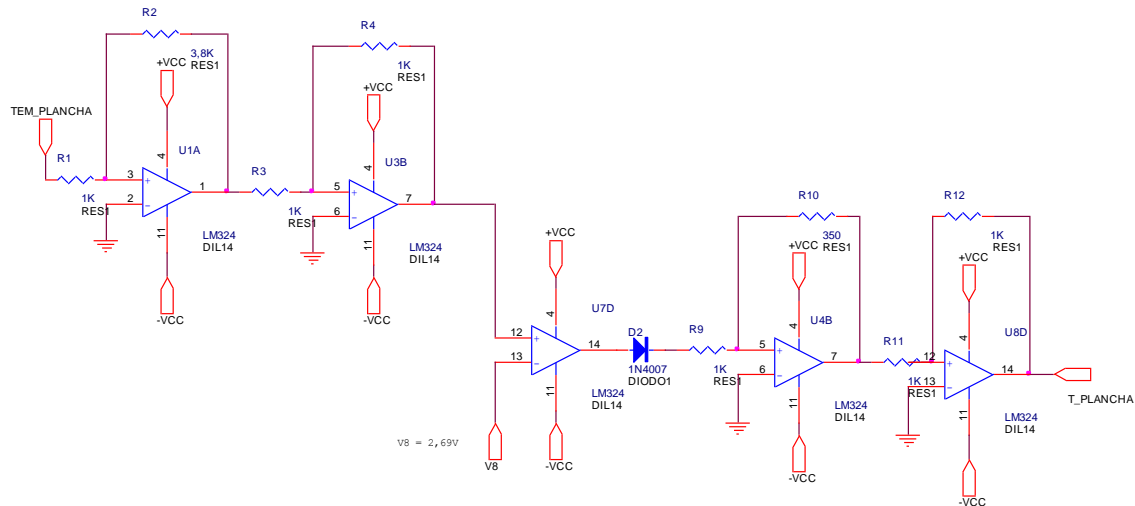 R2
3,8K
RES1
+VCC
TEM_PLANCHA
R1
1K
RES1
U1A
4
3
+
2
-
1
11
LM324
DIL14
-VCC
R4
1K
RES1
+VCC
R3
1K
RES1
U3B
4
5
+
6
-
7
11
LM324
DIL14
-VCC
+VCC
U7D
4
12
+
13
-
14
11
LM324
DIL14
-VCC
V8 = 2,69V
V8
D2
1N4007
DIODO1
R9
1K
RES1
R10
350
RES1
+VCC
U4B
4
5
+
6
-
7
11
LM324
DIL14
-VCC
R11
1K
RES1
R12
1K
RES1
+VCC
U8D
4
12
+
13
-
14
11
LM324
DIL14
-VCC
T_PLANCHA